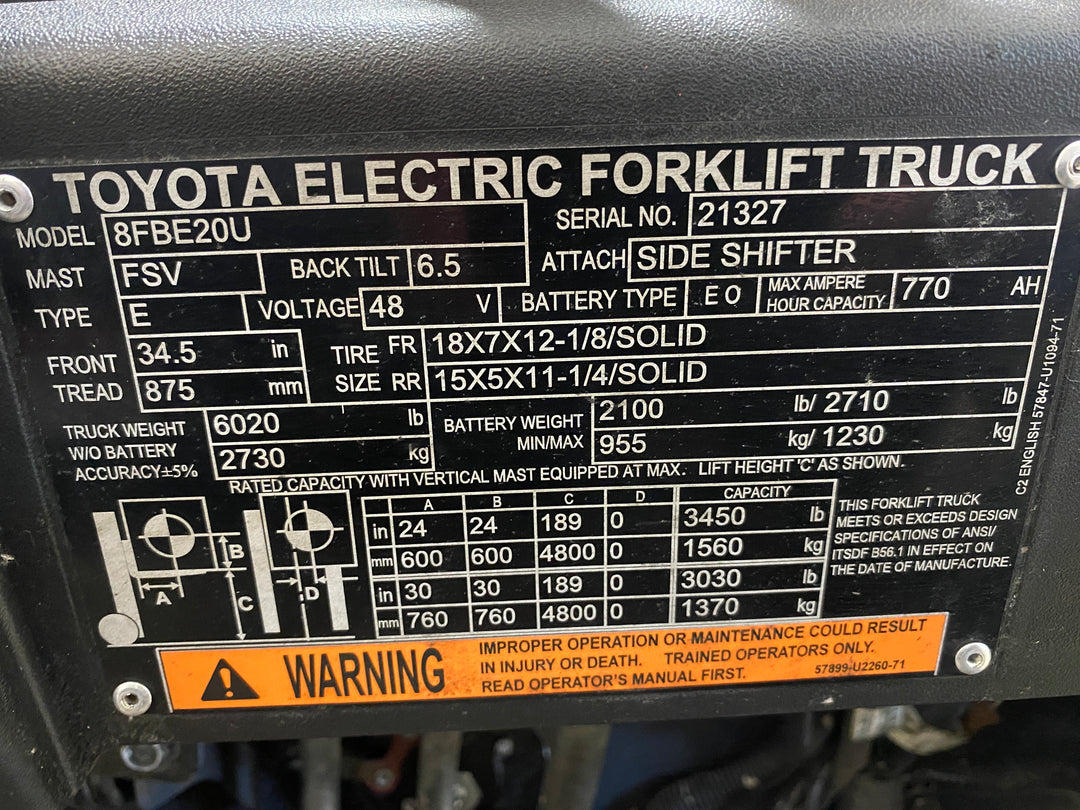 TOYOTA ELECTRIC FORKLIFT TRUCK
MODEL 8FBE20U SERIAL NO. 21327
MAST FSV BACK TILT 6.5 ATTACH SIDE SHIFTER
TYPE E VOLTAGE 48 V BATTERY TYPE E O MAX AMPERE HOUR CAPACITY 770 AH
FRONT TREAD 34.5 in TIRE SIZE FR 18X7X12-1/8/SOLID
875 mm RR 15X5X11-1/4/SOLID
TRUCK WEIGHT W/O BATTERY ACCURACY±5% 6020 lb BATTERY WEIGHT MIN/MAX 2100 lb/ 2710 lb
2730 kg 955 kg/ 1230 kg
RATED CAPACITY WITH VERTICAL MAST EQUIPPED AT MAX. LIFT HEIGHT 'C' AS SHOWN.
A B C D CAPACITY
in 24 24 189 0 3450 lb
mm 600 600 4800 0 1560 kg
in 30 30 189 0 3030 lb
mm 760 760 4800 0 1370 kg
B
A
C
D
THIS FORKLIFT TRUCK
MEETS OR EXCEEDS DESIGN
SPECIFICATIONS OF ANSI/
ITSDF B56.1 IN EFFECT ON
THE DATE OF MANUFACTURE.
C2 ENGLISH 57847-U1094-71
WARNING
IMPROPER OPERATION OR MAINTENANCE COULD RESULT
IN INJURY OR DEATH. TRAINED OPERATORS ONLY.
READ OPERATOR'S MANUAL FIRST. 57899-U2260-71